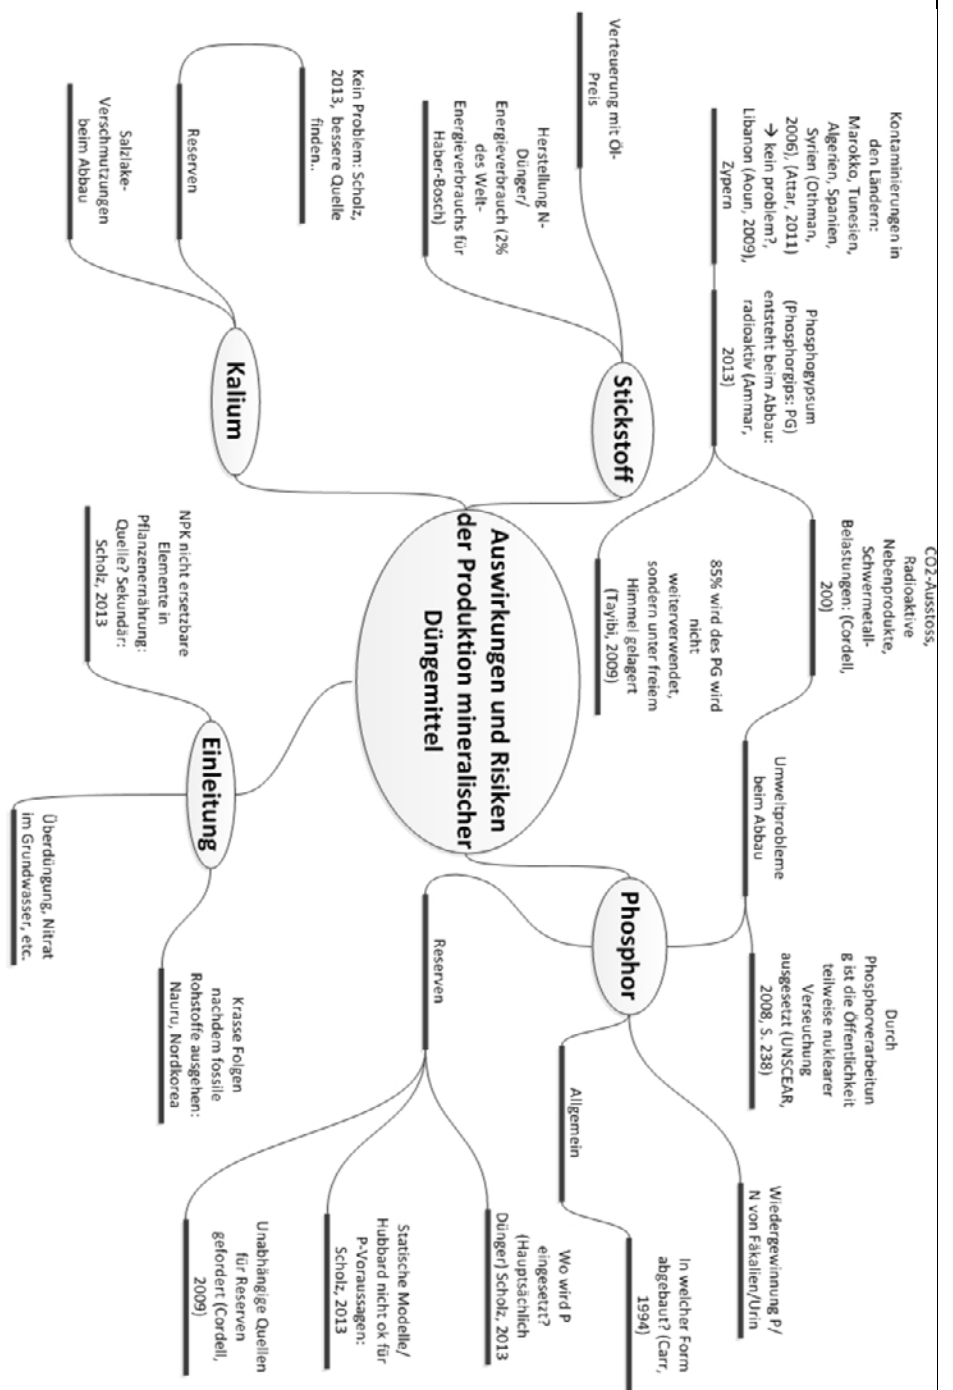 Auswirkungen und Risiken
der Produktion mineralischer
Düngemittel
Stickstoff
Verteuerung mit Öl-
Preis
Herstellung N-
Dünger/
Energieverbrauch (2%
des Welt-
Energieverbrauchs für
Haber-Bosch)
Kalium
Reserven
Kein Problem: Scholz,
2013, bessere Quelle
finden..
Salzlake-
Verschmutzungen
beim Abbau
Einleitung
NPK nicht ersetzbare
Elemente in
Pflanzenernährung:
Quelle? Sekundär:
Scholz, 2013
Überdüngung, Nitrat
im Grundwasser, etc.
Krasse Folgen
nachdem fossile
Rohstoffe ausgehen:
Nauru, Nordkorea
Phosphor
Umweltprobleme
beim Abbau
CO2-Ausstoss,
Radioaktive
Nebenprodukte,
Schwermetall-
Belastungen: (Cordell,
200)
Phosphogypsum
(Phosphorgips: PG)
entsteht beim Abbau:
radioaktiv (Ammar,
2013)
Kontaminierungen in
den Ländern:
Marokko, Tunesien,
Algerien, Spanien,
Syrien (Othman,
2006), (Attar, 2011)
→ kein problem?,
Libanon (Aoun, 2009),
Zypern
85% wird des PG wird
nicht
weiterverwendet,
sondern unter freiem
Himmel gelagert
(Tayibi, 2009)
Durch
Phosphorverarbeitun
g ist die Öffentlichkeit
teilweise nuklearer
Verseuchung
ausgesetzt (UNSCEAR,
2008, S. 238)
Wiedergewinnung P/
N von Fäkalien/Urin
Allgemein
In welcher Form
abgebaut? (Carr,
1994)
Reserven
Wo wird P
eingesetzt?
(Hauptsächlich
Dünger) Scholz, 2013
Statische Modelle/
Hubbard nicht ok für
P-Voraussagen:
Scholz, 2013
Unabhängige Quellen
für Reserven
gefordert (Cordell,
2009)